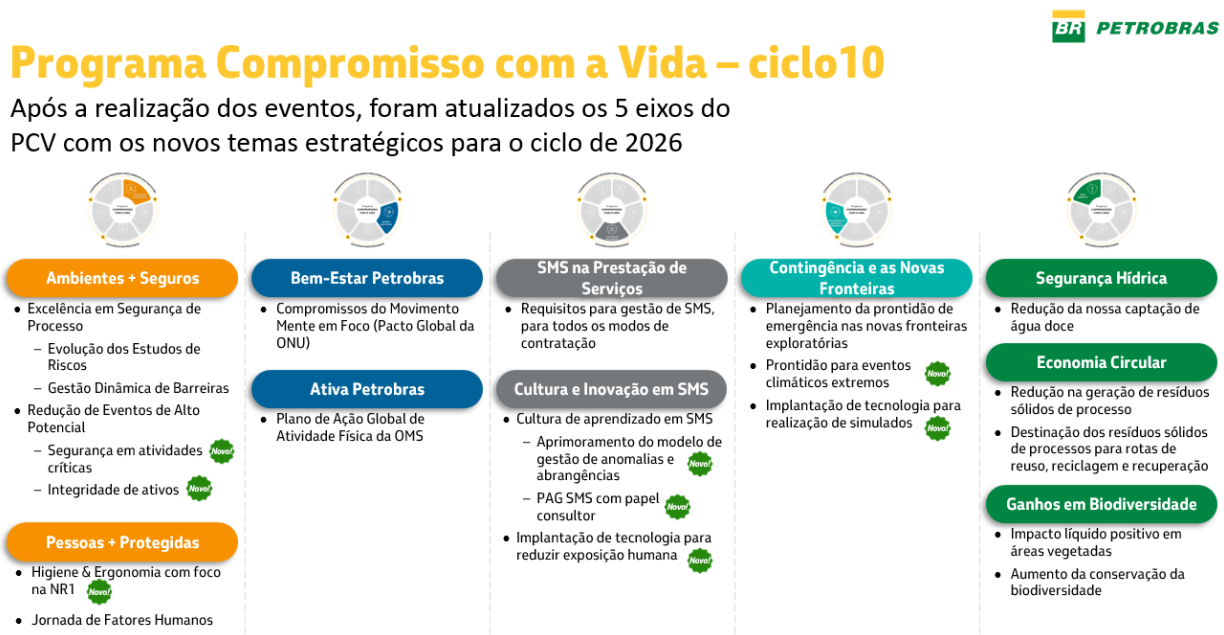 BR PETROBRAS
Programa Compromisso com a Vida – ciclo10
Após a realização dos eventos, foram atualizados os 5 eixos do
PCV com os novos temas estratégicos para o ciclo de 2026
Ambientes + Seguros
• Excelência em Segurança de
Processo
– Evolução dos Estudos de
Riscos
– Gestão Dinâmica de Barreiras
• Redução de Eventos de Alto
Potencial
– Segurança em atividades Novo!
críticas
– Integridade de ativos Novo!
Pessoas + Protegidas
• Higiene & Ergonomia com foco
na NR1 Novo!
• Jornada de Fatores Humanos
Bem-Estar Petrobras
• Compromissos do Movimento
Mente em Foco (Pacto Global da
ONU)
Ativa Petrobras
• Plano de Ação Global de
Atividade Física da OMS
SMS na Prestação de
Serviços
• Requisitos para gestão de SMS,
para todos os modos de
contratação
Cultura e Inovação em SMS
• Cultura de aprendizado em SMS
– Aprimoramento do modelo de
gestão de anomalias e Novo!
abrangências
– PAG SMS com papel Novo!
consultor
• Implantação de tecnologia para
reduzir exposição humana Novo!
Contingência e as Novas
Fronteiras
• Planejamento da prontidão de
emergência nas novas fronteiras
exploratórias
• Prontidão para eventos Novo!
climáticos extremos
• Implantação de tecnologia para
realização de simulados Novo!
Segurança Hídrica
• Redução da nossa captação de
água doce
Economia Circular
• Redução na geração de resíduos
sólidos de processo
• Destinação dos resíduos sólidos
de processos para rotas de
reuso, reciclagem e recuperação
Ganhos em Biodiversidade
• Impacto líquido positivo em
áreas vegetadas
• Aumento da conservação da
biodiversidade